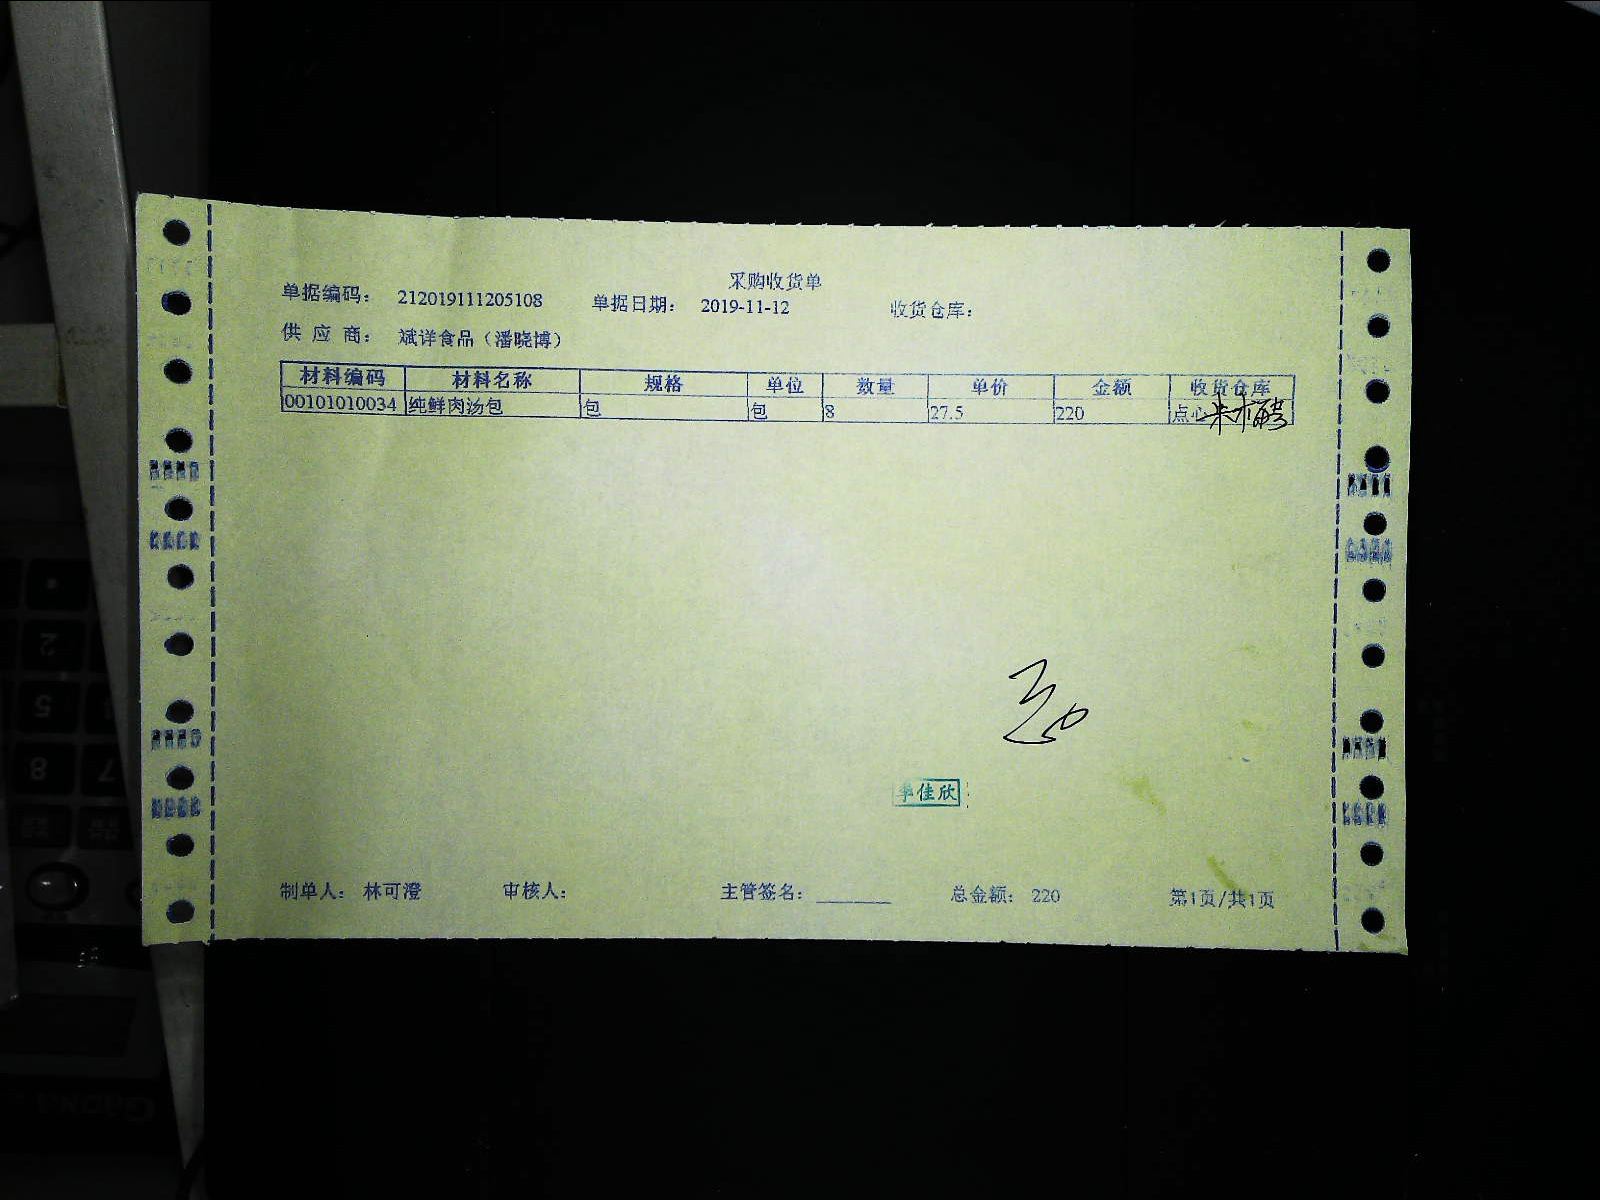 采购收货单
单据编码： 212019111205108 单据日期： 2019-11-12 收货仓库：
供 应 商： 斌详食品（潘晓博）
材料编码 材料名称 规格 单位 数量 单价 金额 收货仓库
00101010034 纯鲜肉汤包 包 包 8 27.5 220 点心
李佳欣
制单人： 林可澄 审核人： 主管签名： 总金额： 220 第1页/共1页